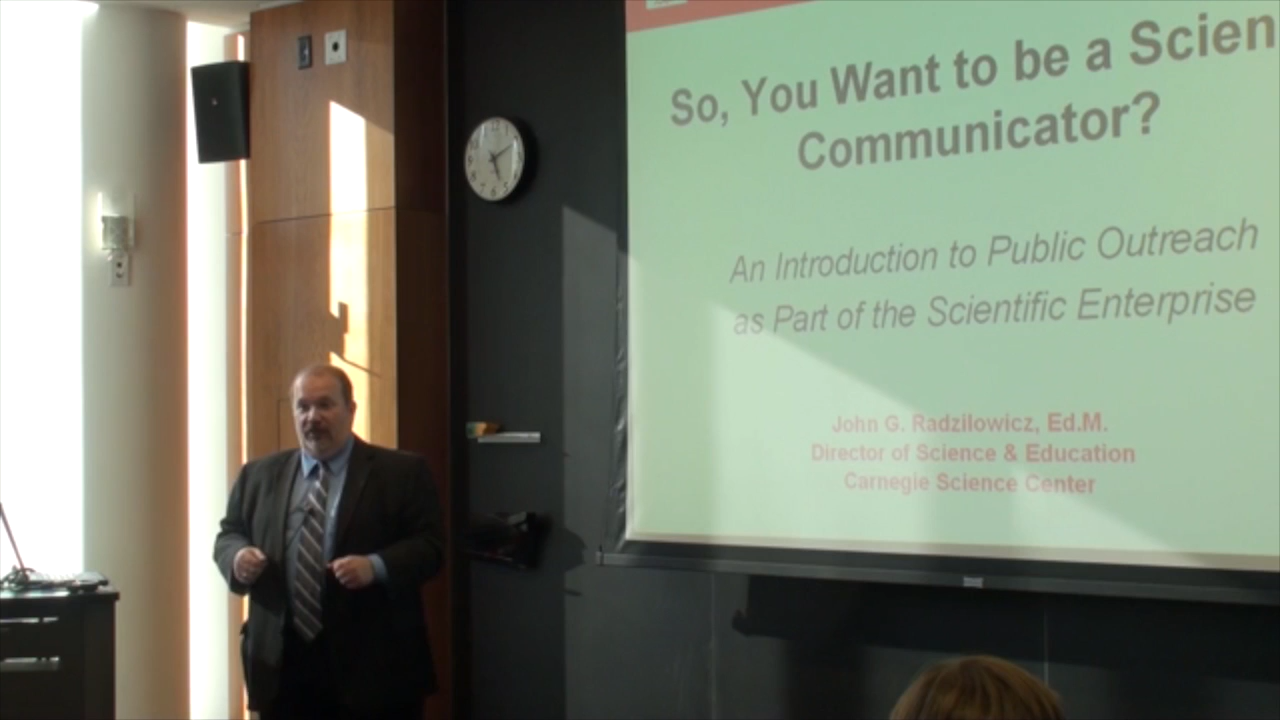 So, You Want to be a Scien
Communicator?
An Introduction to Public Outreach
as Part of the Scientific Enterprise
John G. Radzilowicz, Ed.M.
Director of Science & Education
Carnegie Science Center